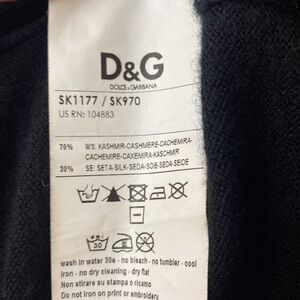 D&G
DOLCE & GABBANA
SK1177 / SK970
US RN: 104883
70% WS: KASHMIR-CASHMERE-CACHEMIRA-
CACHEMIRE-CAXEMIRA-KASCHMIR
30% SE: SETA-SILK-SEDA-SOIE-SEDA-SEIDE
30
wash in water 30° - no bleach - no tumbler - cool
iron - no dry cleaning - dry flat
Non stirare su stampa o ricamo
Do not iron on print or embroidery